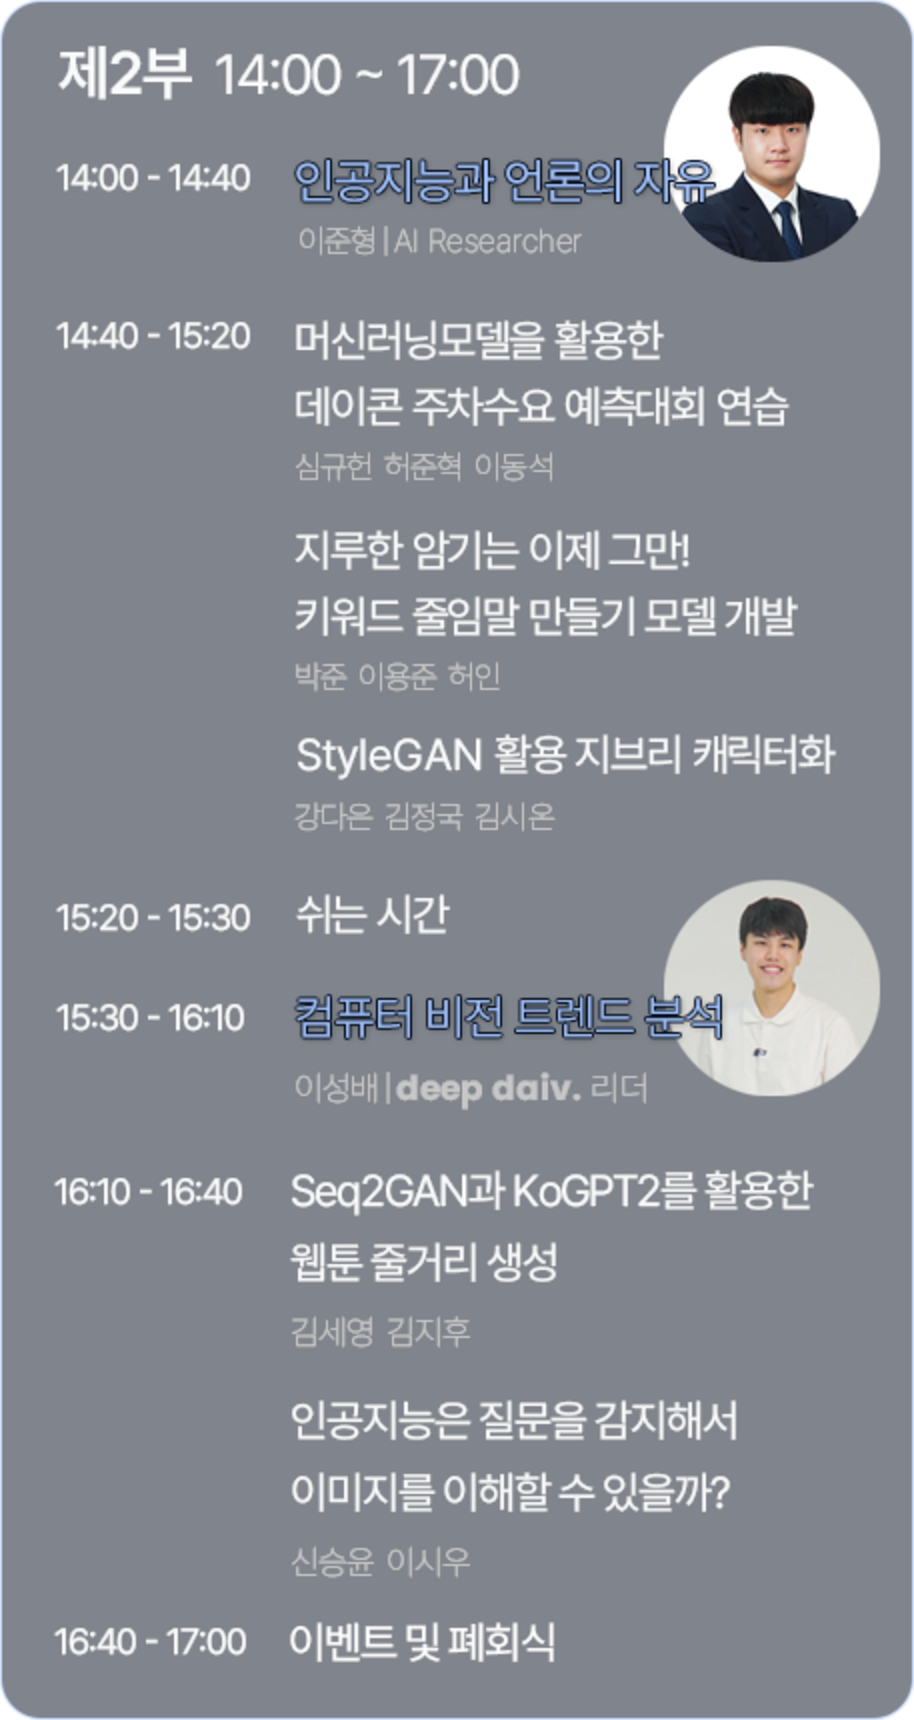 제2부 14:00 ~ 17:00
14:00 - 14:40 인공지능과 언론의 자유
이준형 | AI Researcher
14:40 - 15:20 머신러닝모델을 활용한
데이콘 주차수요 예측대회 연습
심규헌 허준혁 이동석
지루한 암기는 이제 그만!
키워드 줄임말 만들기 모델 개발
박준 이용준 허인
StyleGAN 활용 지브리 캐릭터화
강다은 김정국 김시온
15:20 - 15:30 쉬는 시간
15:30 - 16:10 컴퓨터 비전 트렌드 분석
이성배 | deep daiv. 리더
16:10 - 16:40 Seq2GAN과 KoGPT2를 활용한
웹툰 줄거리 생성
김세영 김지후
인공지능은 질문을 감지해서
이미지를 이해할 수 있을까?
신승윤 이시우
16:40 - 17:00 이벤트 및 폐회식